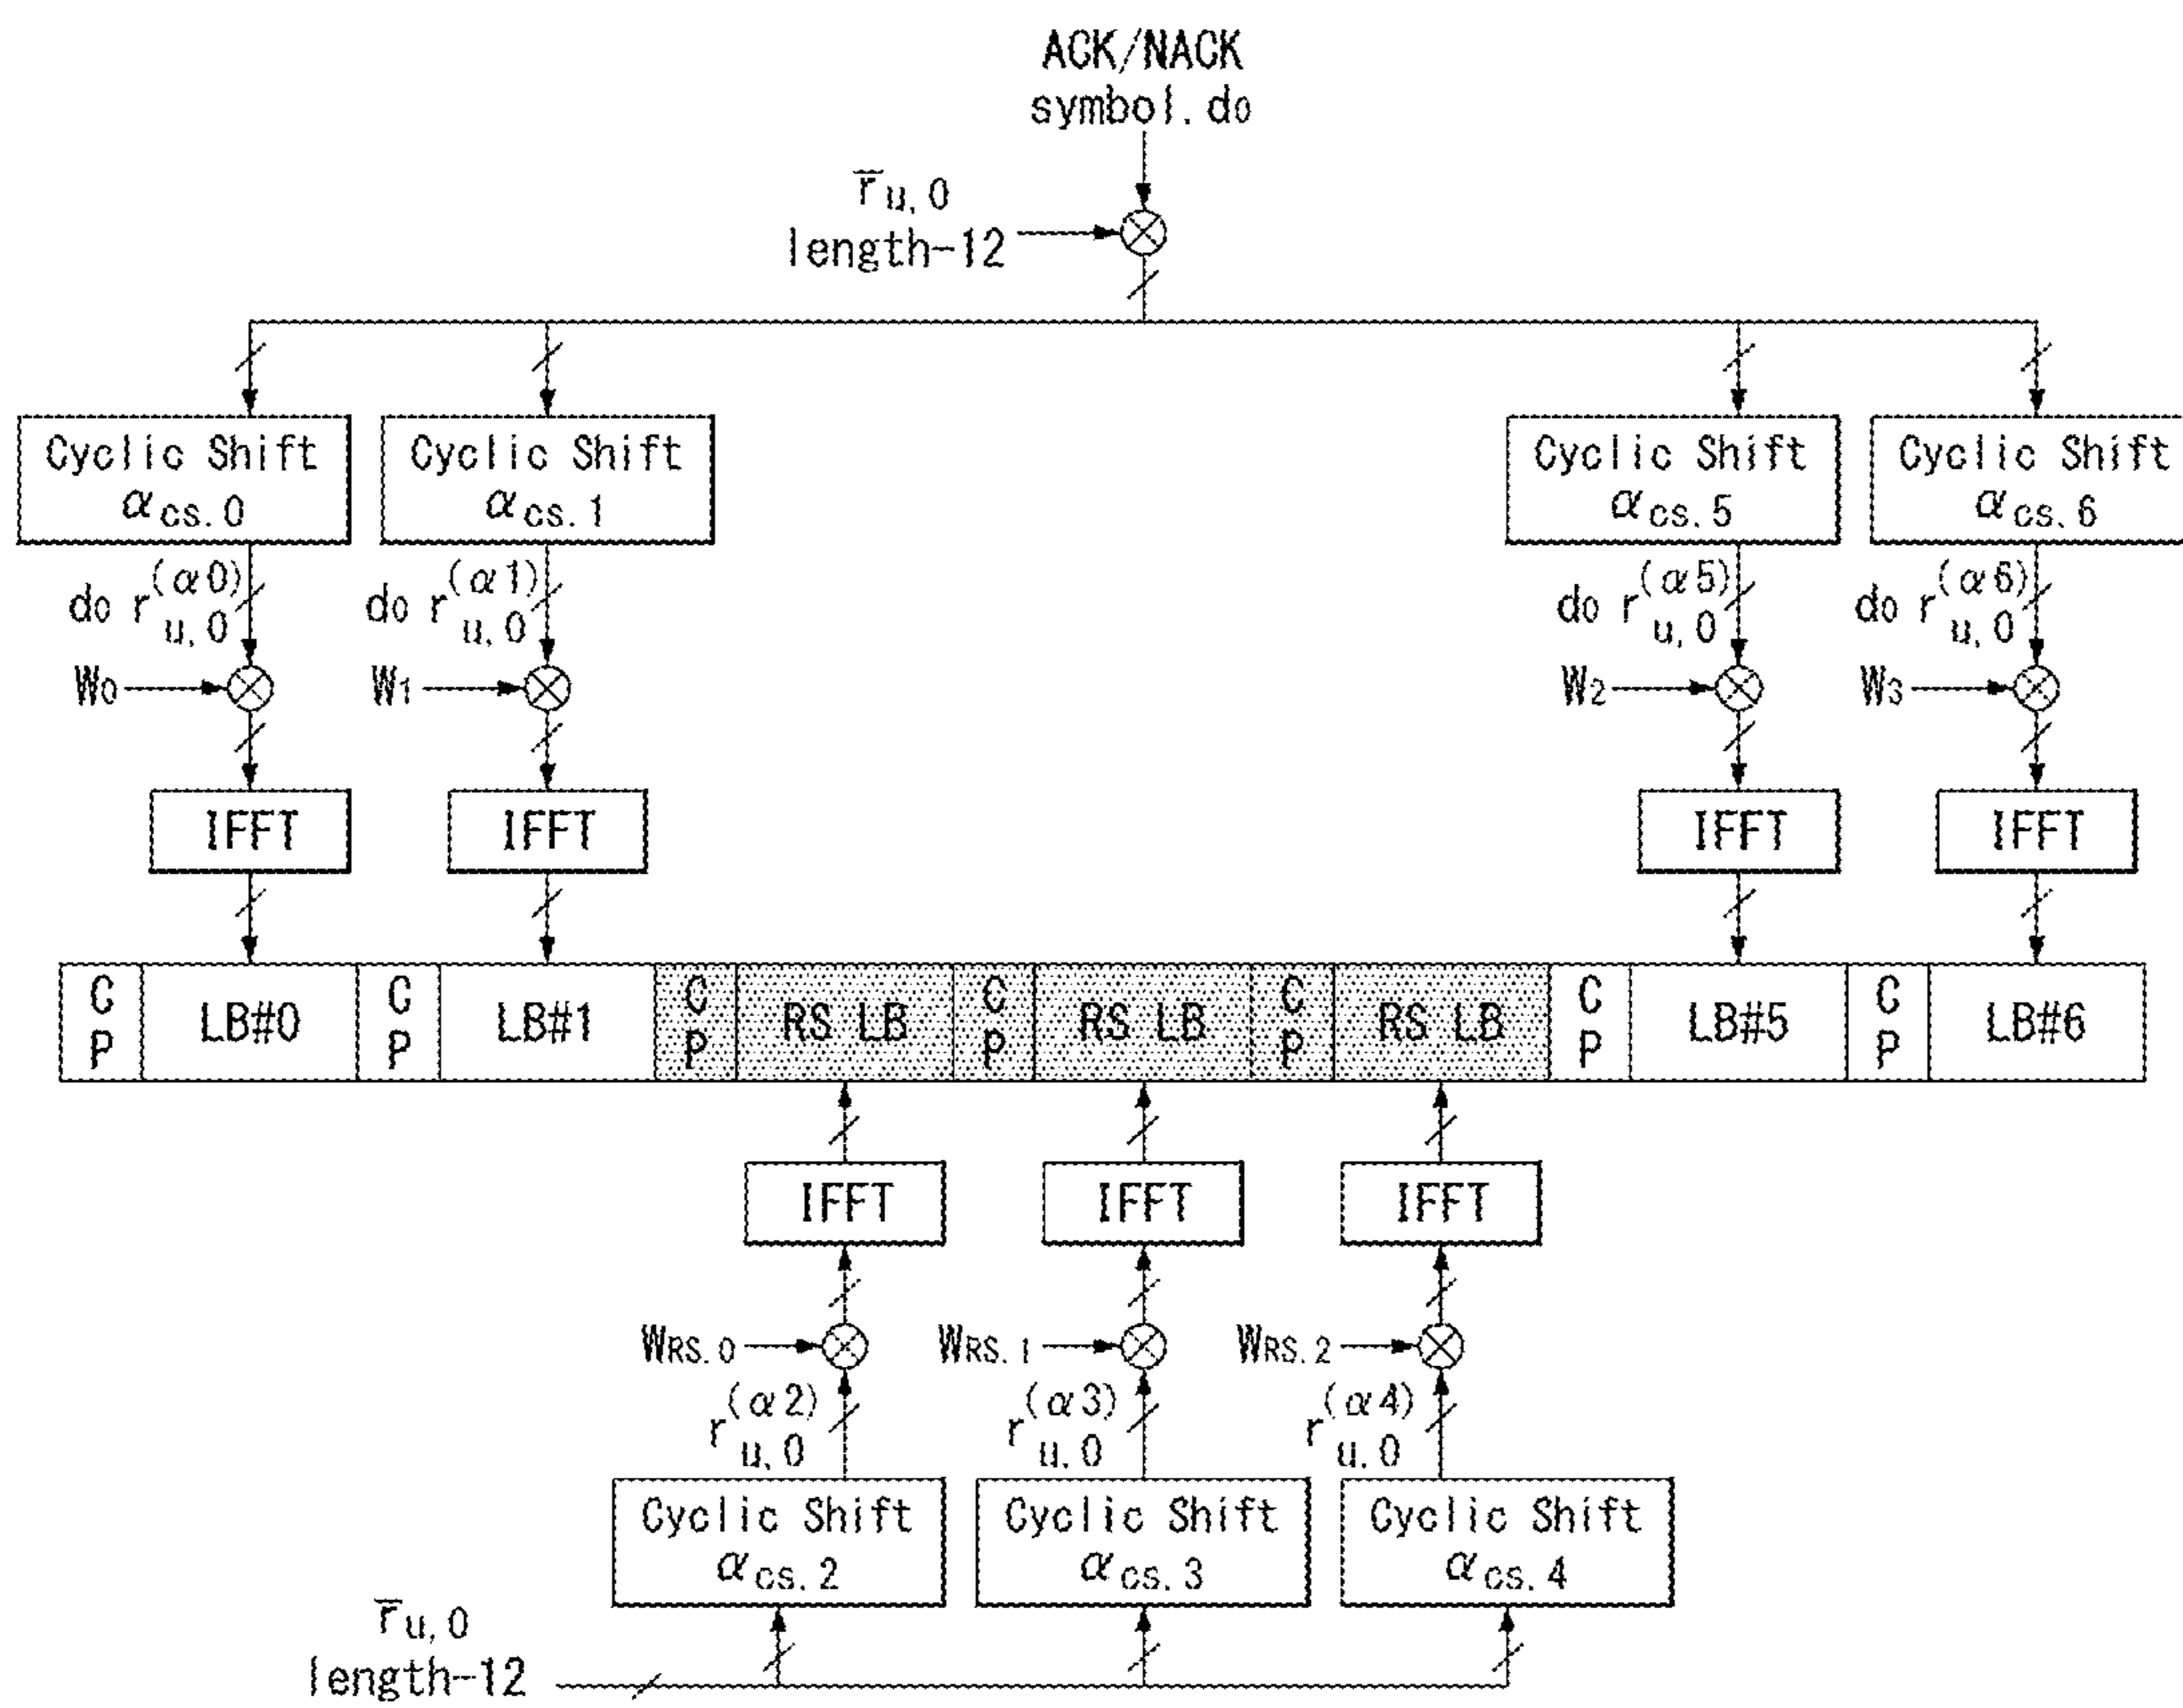 ACK/NACK
symbol. d0
r̅u, 0
length-12
Cyclic Shift
αcs. 0
Cyclic Shift
αcs. 1
Cyclic Shift
αcs. 5
Cyclic Shift
αcs. 6
d0 r(α0)u, 0
d0 r(α1)u, 0
d0 r(α5)u, 0
d0 r(α6)u, 0
W0
W1
W2
W3
IFFT
IFFT
IFFT
IFFT
CP LB#0 CP LB#1 CP RS LB CP RS LB CP RS LB CP LB#5 CP LB#6
IFFT
IFFT
IFFT
WRS. 0
WRS. 1
WRS. 2
r(α2)u, 0
r(α3)u, 0
r(α4)u, 0
Cyclic Shift
αcs. 2
Cyclic Shift
αcs. 3
Cyclic Shift
αcs. 4
r̅u, 0
length-12